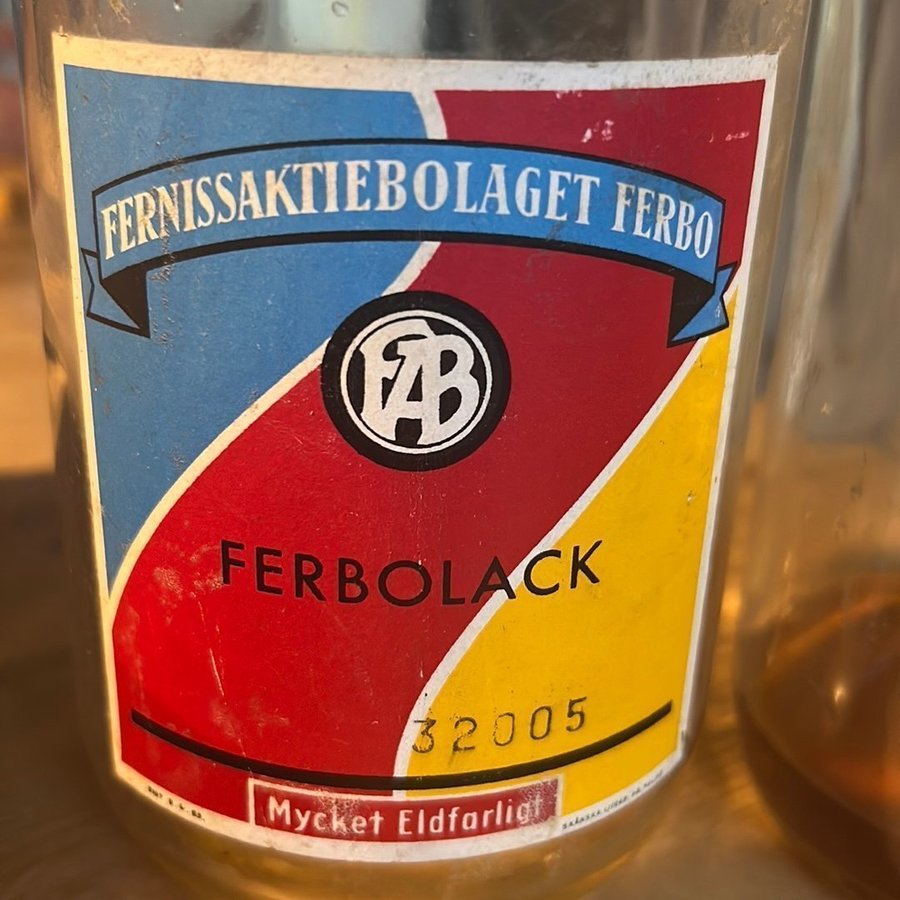 FERNISSAKTIEBOLAGET FERBO
FAB
FERBOLACK
32005
Mycket Eldfarligt